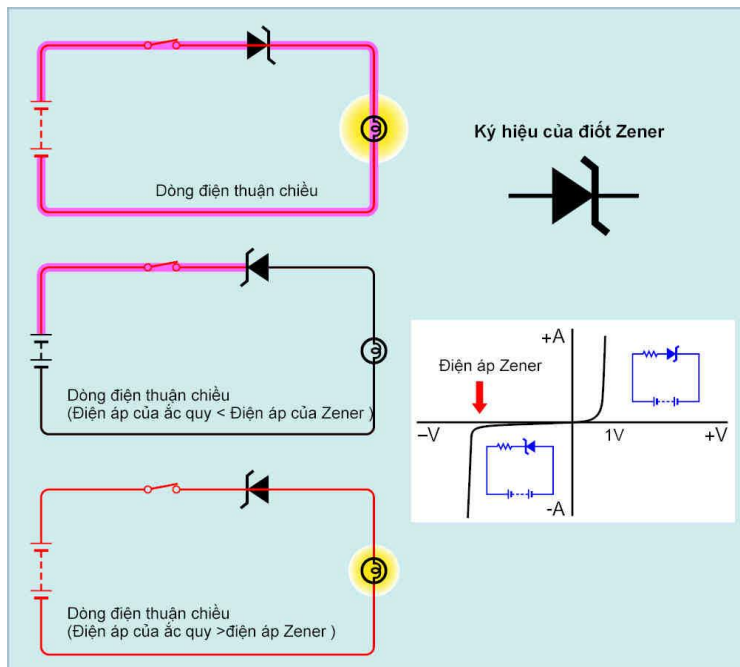 Dòng điện thuận chiều
Ký hiệu của điốt Zener
Dòng điện thuận chiều
(Điện áp của ắc quy < Điện áp của Zener )
+A
Điện áp Zener
–V
1V
+V
-A
Dòng điện thuận chiều
(Điện áp của ắc quy >điện áp Zener )